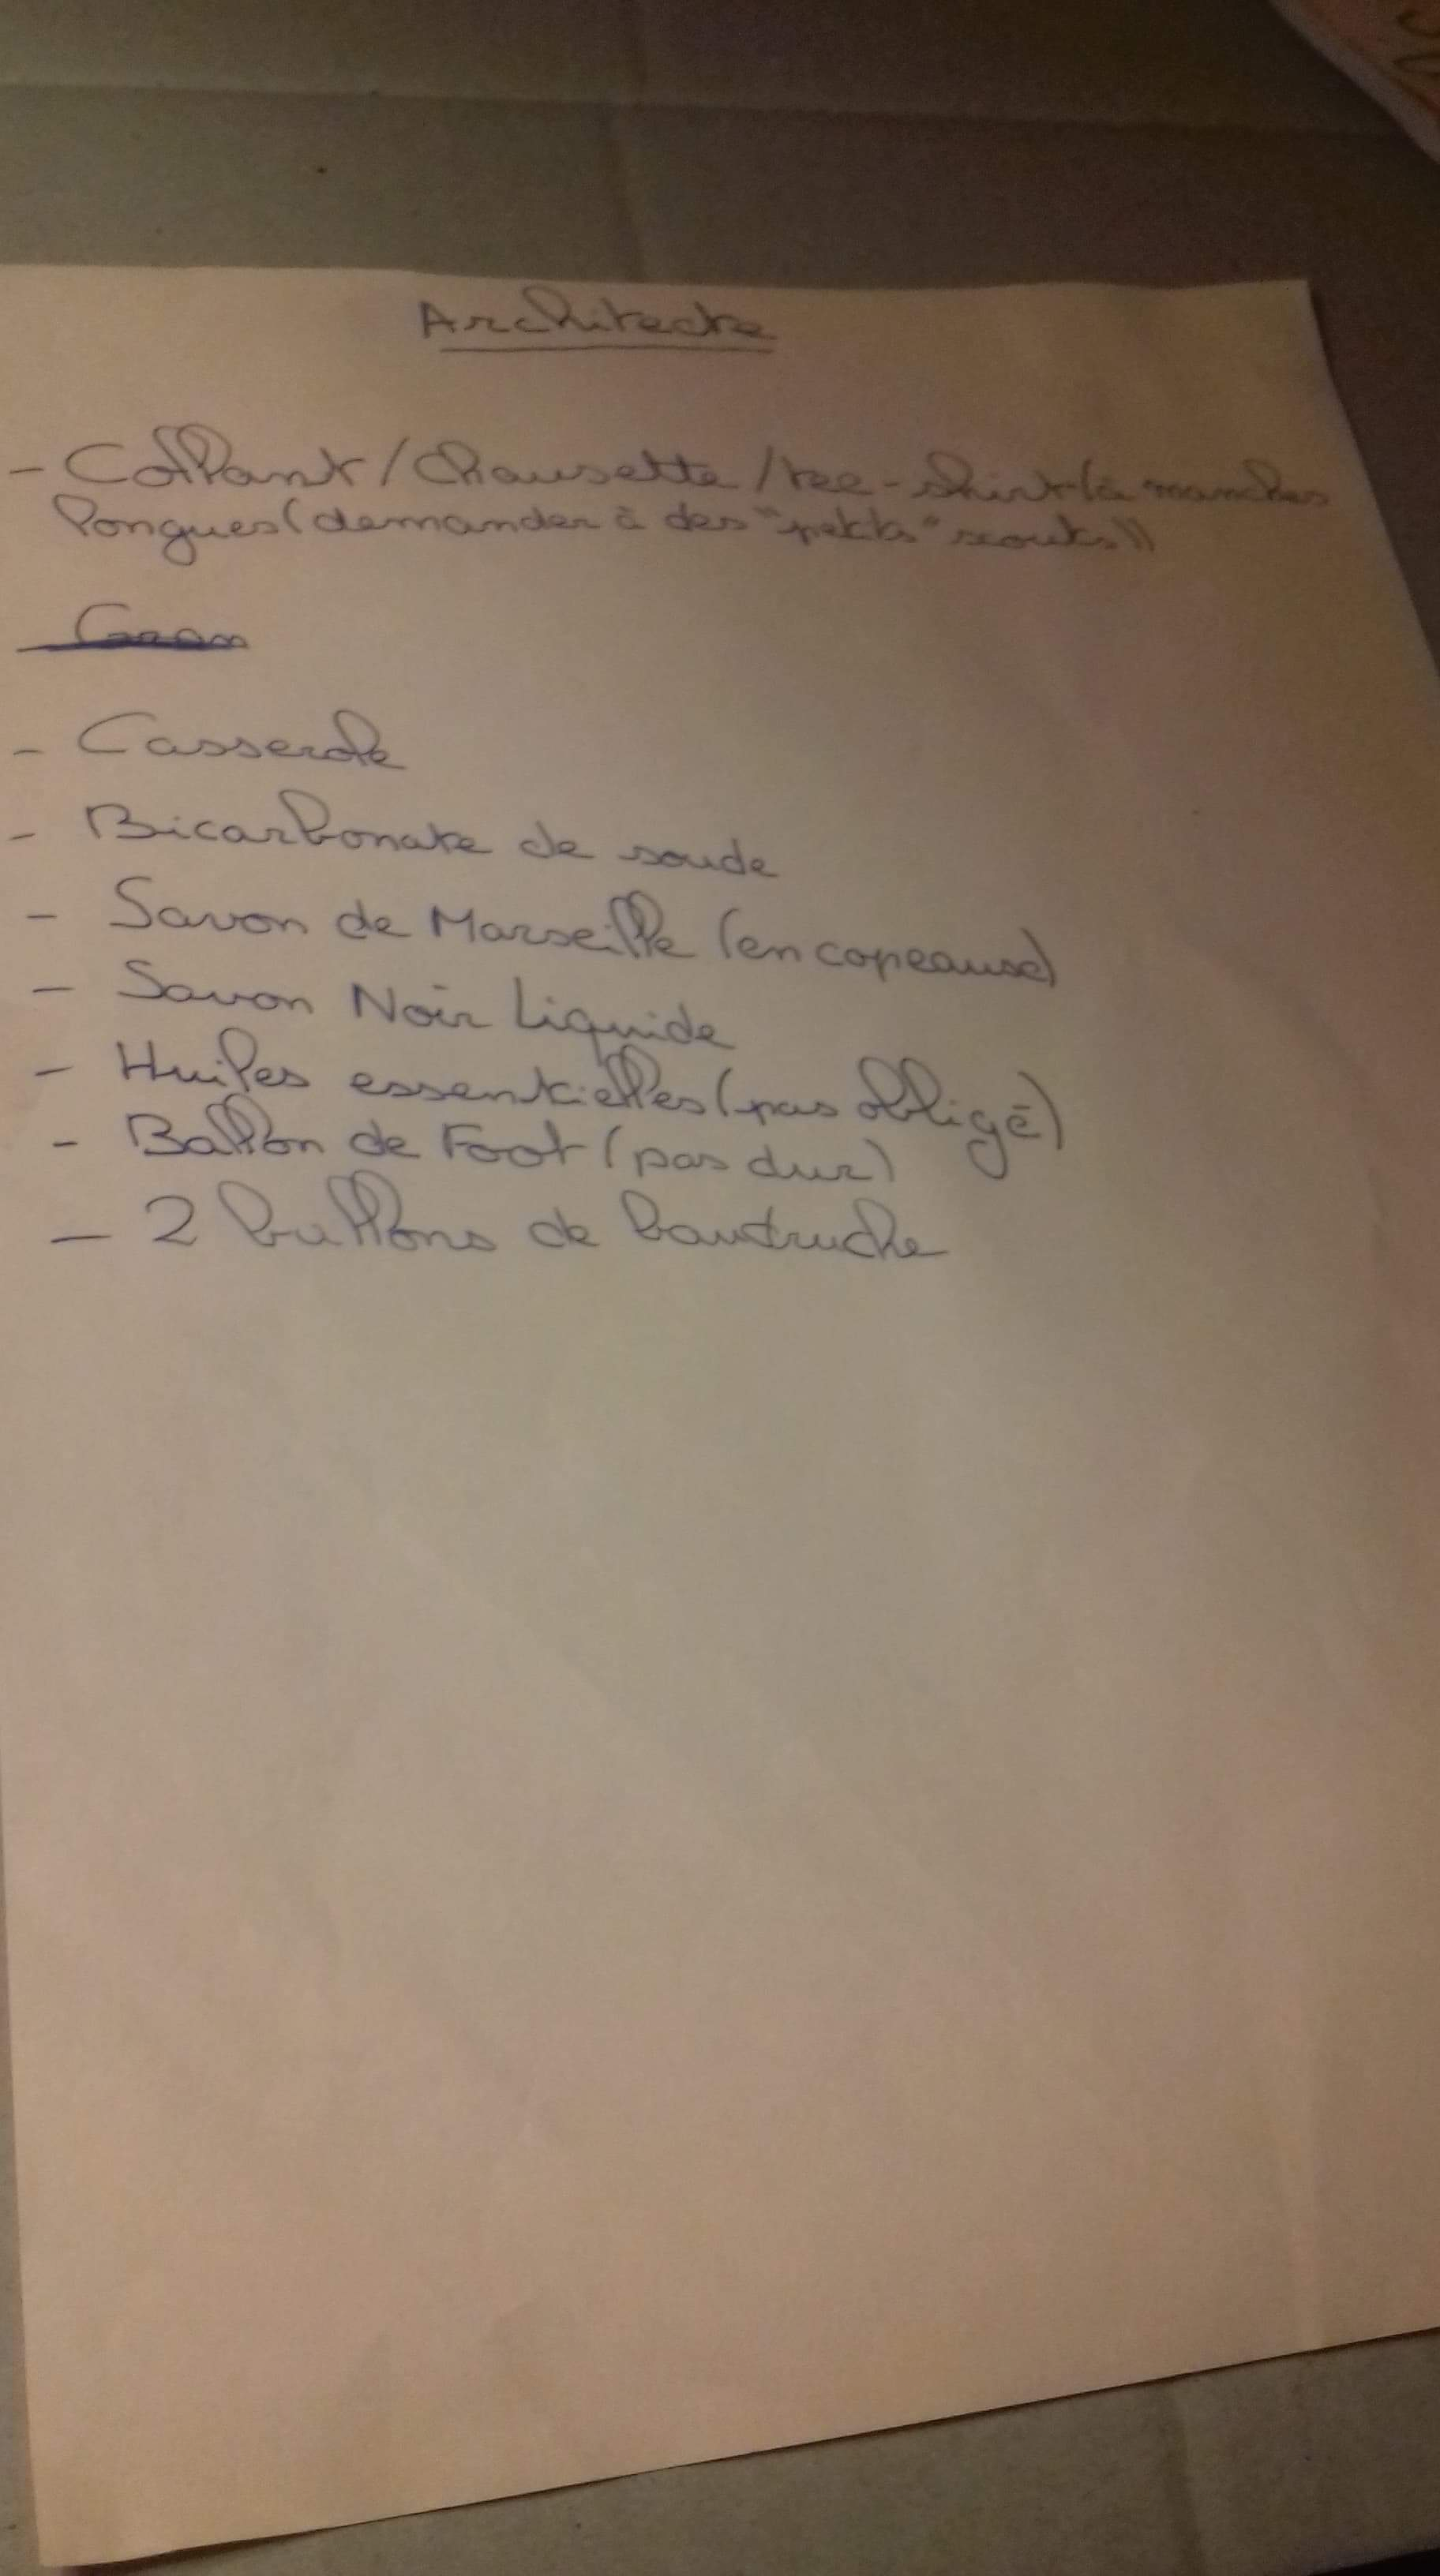 Architecte
- Collant / Chaussette / tee-shirt (à manches
longues (demander à des "petits" scouts))
- Casserole
- Bicarbonate de soude
- Savon de Marseille (en copeaux)
- Savon Noir Liquide
- Huiles essentielles (pas obligé)
- Ballon de Foot (pas dur)
- 2 ballons de baudruche